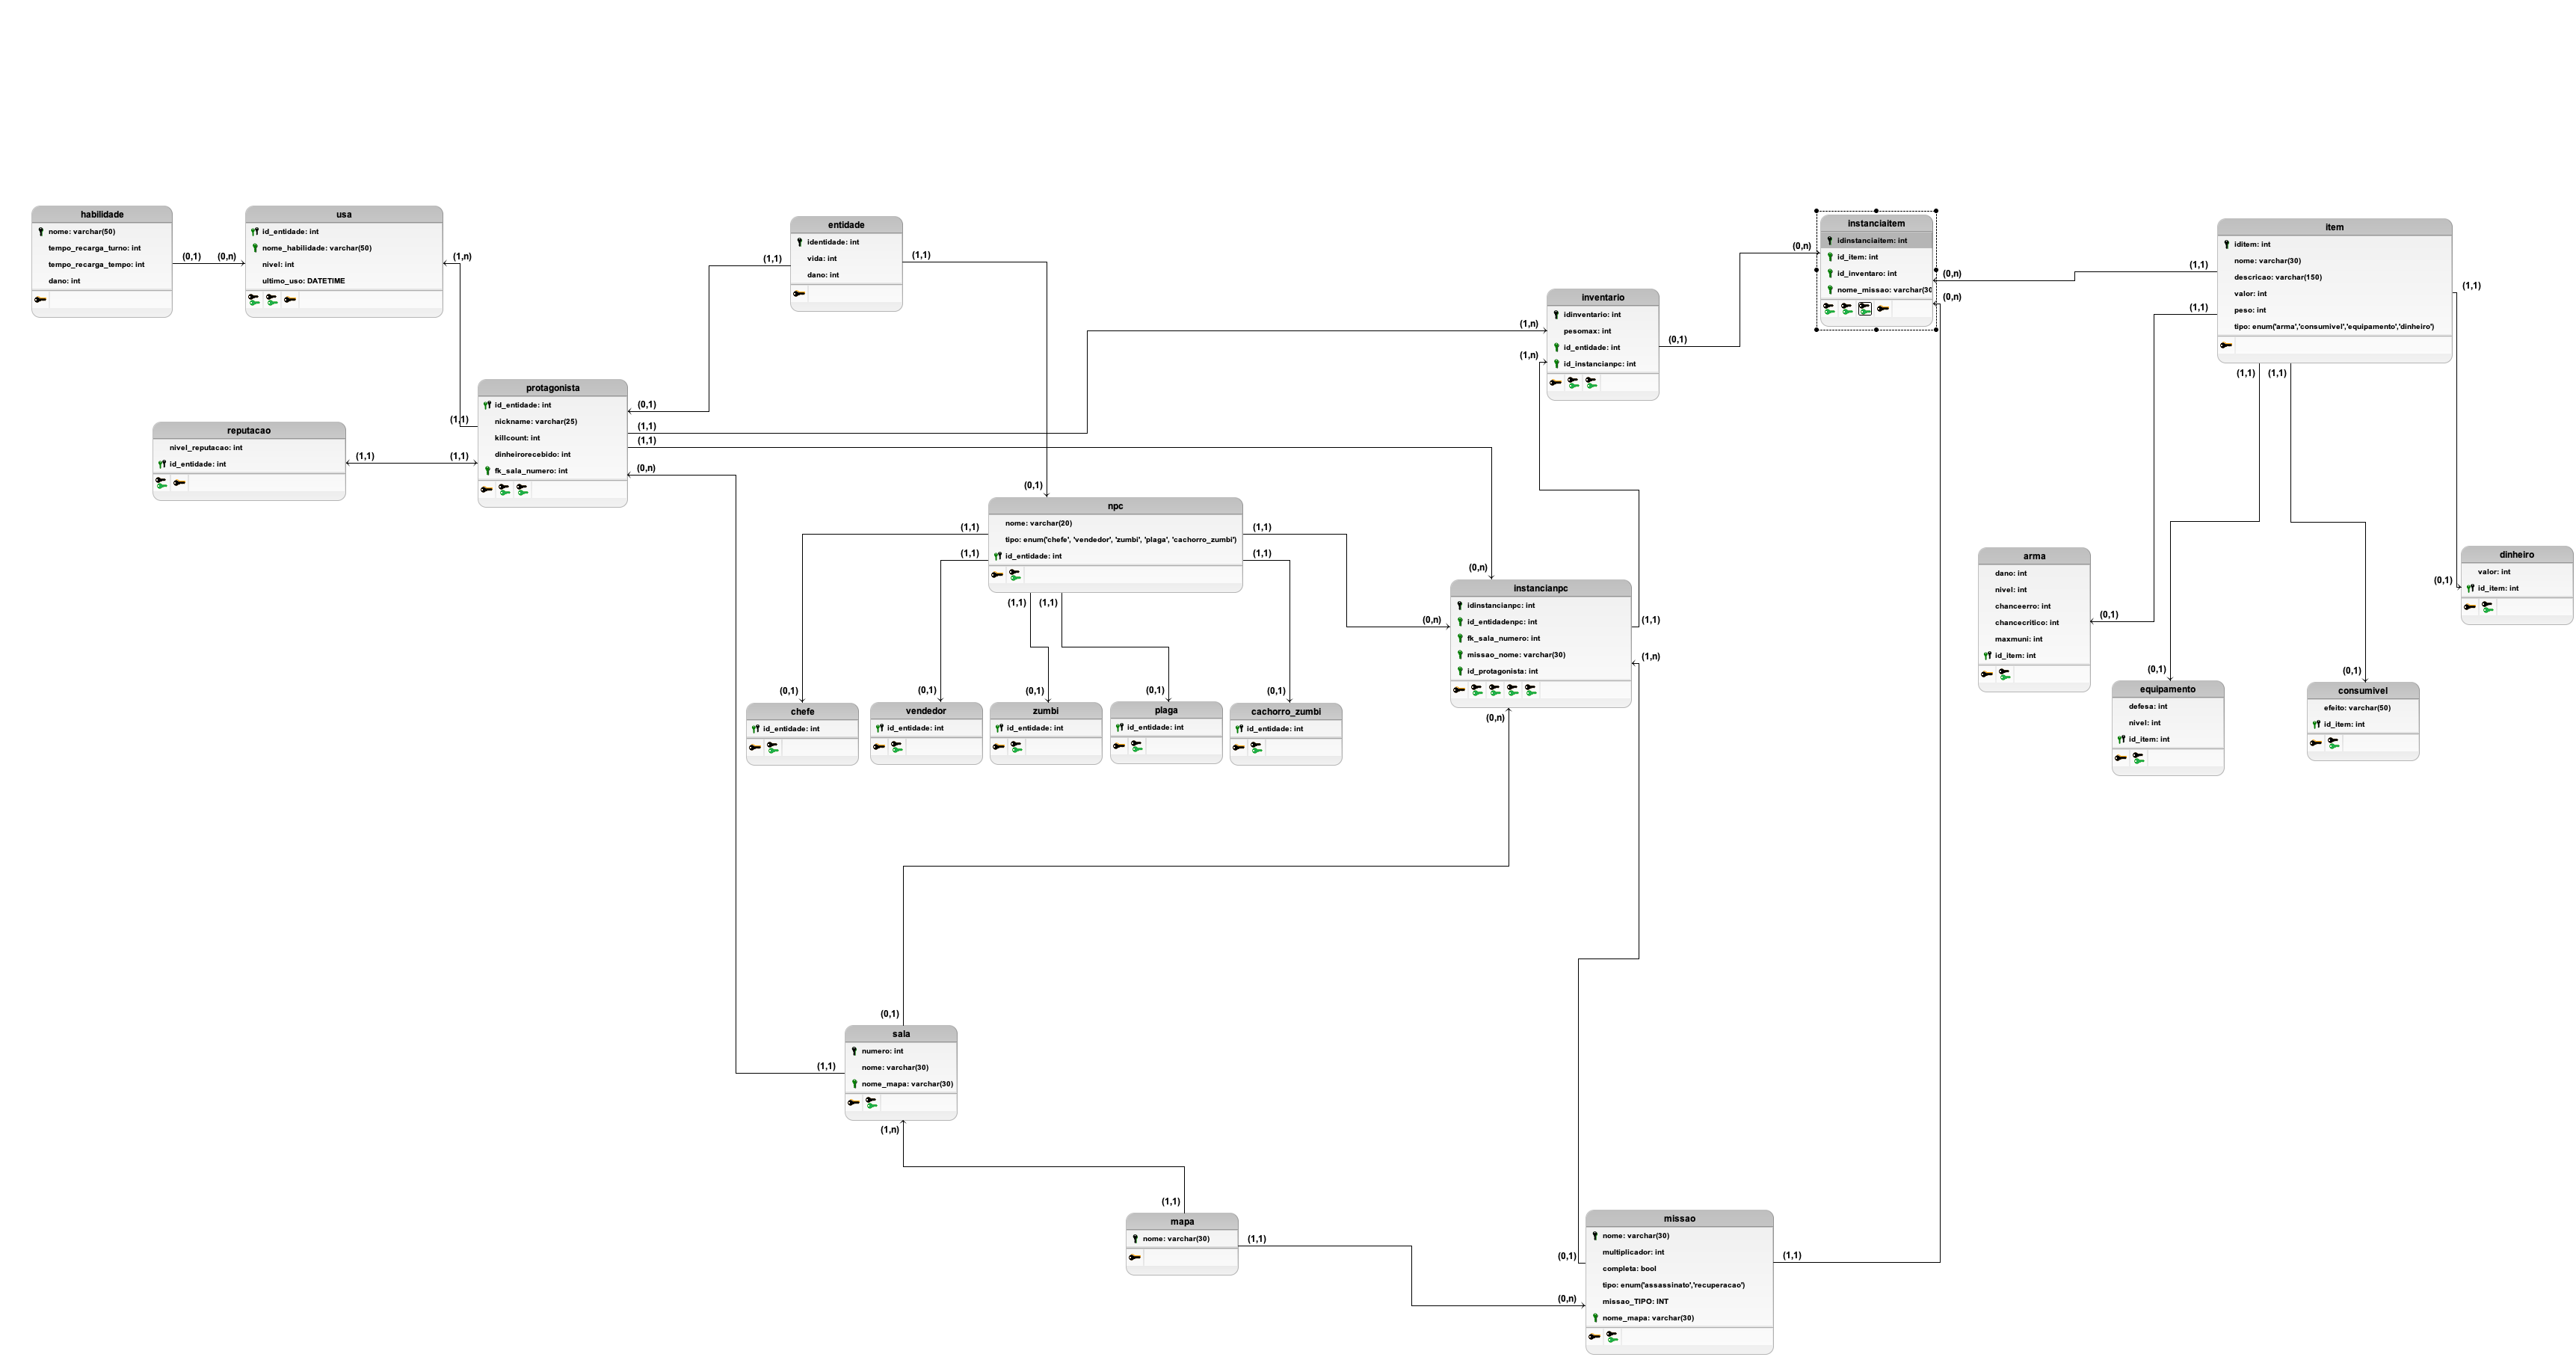 habilidade
nome: varchar(50)
tempo_recarga_turno: int
tempo_recarga_tempo: int
dano: int
(0,1)
(0,n)
usa
id_entidade: int
nome_habilidade: varchar(50)
nivel: int
ultimo_uso: DATETIME
(1,n)
entidade
identidade: int
vida: int
dano: int
(1,1)
(1,1)
instanciaitem
idinstanciaitem: int
id_item: int
id_inventaro: int
nome_missao: varchar(30
(0,n)
(0,n)
(0,n)
item
iditem: int
nome: varchar(30)
descricao: varchar(150)
valor: int
peso: int
tipo: enum('arma','consumivel','equipamento','dinheiro')
(1,1)
(1,1)
(1,1)
(1,1)
(1,1)
inventario
idinventario: int
pesomax: int
id_entidade: int
id_instancianpc: int
(1,n)
(1,n)
(0,1)
protagonista
id_entidade: int
nickname: varchar(25)
killcount: int
dinheirorecebido: int
fk_sala_numero: int
(1,1)
(1,1)
(0,1)
(1,1)
(1,1)
(0,n)
reputacao
nivel_reputacao: int
id_entidade: int
(1,1)
(0,1)
npc
nome: varchar(20)
tipo: enum('chefe', 'vendedor', 'zumbi', 'plaga', 'cachorro_zumbi')
id_entidade: int
(1,1)
(1,1)
(1,1)
(1,1)
(1,1)
(1,1)
(0,n)
(0,n)
instancianpc
idinstancianpc: int
id_entidadenpc: int
fk_sala_numero: int
missao_nome: varchar(30)
id_protagonista: int
(1,1)
(1,n)
(0,n)
arma
dano: int
nivel: int
chanceerro: int
chancecritico: int
maxmuni: int
id_item: int
(0,1)
dinheiro
valor: int
id_item: int
(0,1)
(0,1)
equipamento
defesa: int
nivel: int
id_item: int
(0,1)
consumivel
efeito: varchar(50)
id_item: int
(0,1)
chefe
id_entidade: int
(0,1)
vendedor
id_entidade: int
(0,1)
zumbi
id_entidade: int
(0,1)
plaga
id_entidade: int
(0,1)
cachorro_zumbi
id_entidade: int
(0,1)
sala
numero: int
nome: varchar(30)
nome_mapa: varchar(30)
(1,1)
(1,n)
(1,1)
mapa
nome: varchar(30)
(1,1)
missao
nome: varchar(30)
multiplicador: int
completa: bool
tipo: enum('assassinato','recuperacao')
missao_TIPO: INT
nome_mapa: varchar(30)
(0,1)
(0,n)
(1,1)